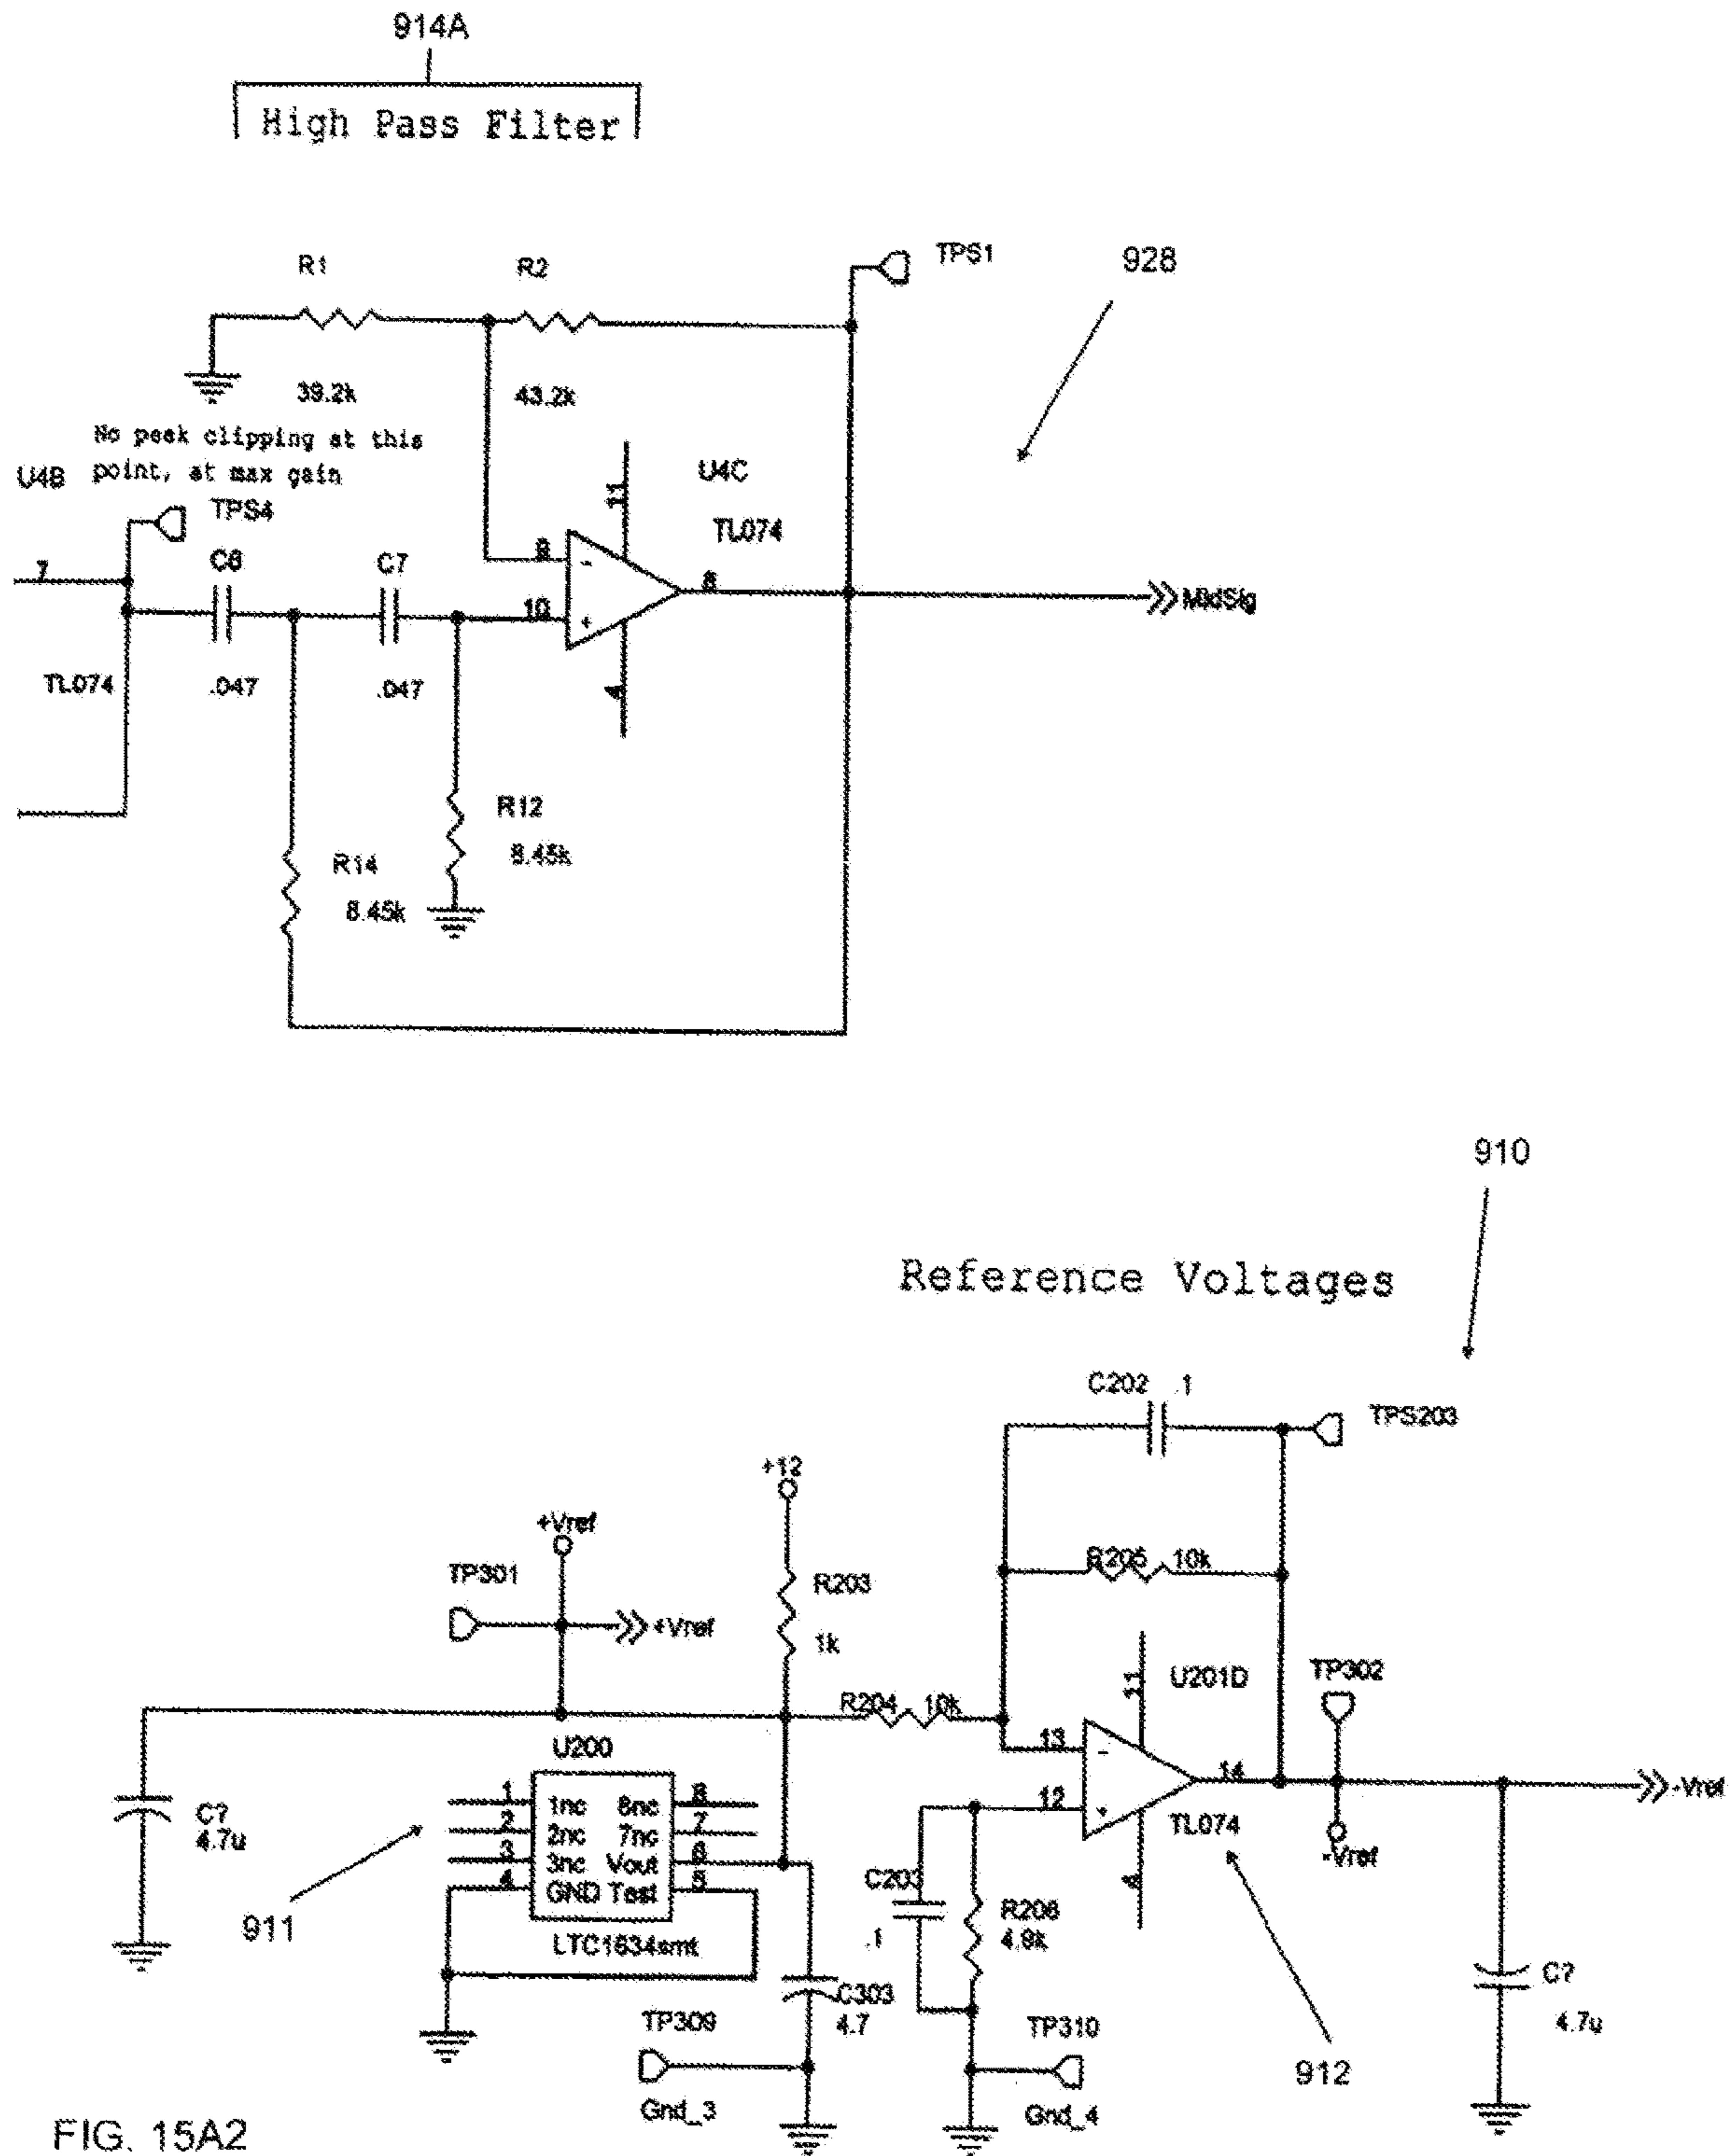 914A
High Pass Filter
R1
R2
TPS1
928
39.2k
43.2k
No peak clipping at this
point, at max gain
U4B
TPS4
U4C
TL074
11
7
C6
C7
9
-
8
10
+
4
MidSig
TL074
.047
.047
R12
8.45k
R14
8.45k
910
Reference Voltages
C202
.1
TPS203
+12
+Vref
TP301
R203
R205
10k
+Vref
1k
11
U201D
TP302
R204
10k
U200
13
-
14
-Vref
1
1nc
8nc
8
2
2nc
7nc
7
3
3nc
Vout
6
4
GND
Test
5
12
+
TL074
-Vref
C?
4.7u
4
C203
.1
R206
4.9k
911
LTC1634smt
C303
4.7
C?
4.7u
TP309
TP310
912
Gnd_3
Gnd_4
FIG. 15A2